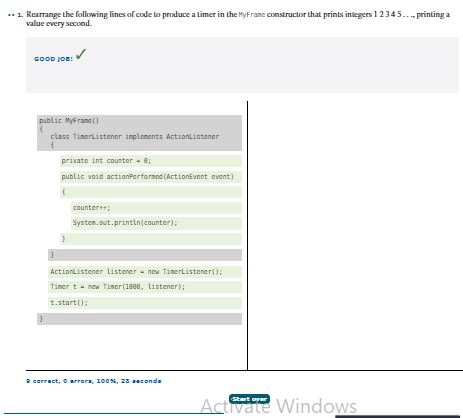 •• 1. Rearrange the following lines of code to produce a timer in the MyFrame constructor that prints integers 1 2 3 4 5 . . ., printing a
value every second.
GOOD JOB!
public MyFrame()
{
class TimerListener implements ActionListener
{
private int counter = 0;
public void actionPerformed(ActionEvent event)
{
counter++;
System.out.println(counter);
}
}
ActionListener listener = new TimerListener();
Timer t = new Timer(1000, listener);
t.start();
}
9 correct, 0 errors, 100%, 28 seconds
Start over
Activate Windows